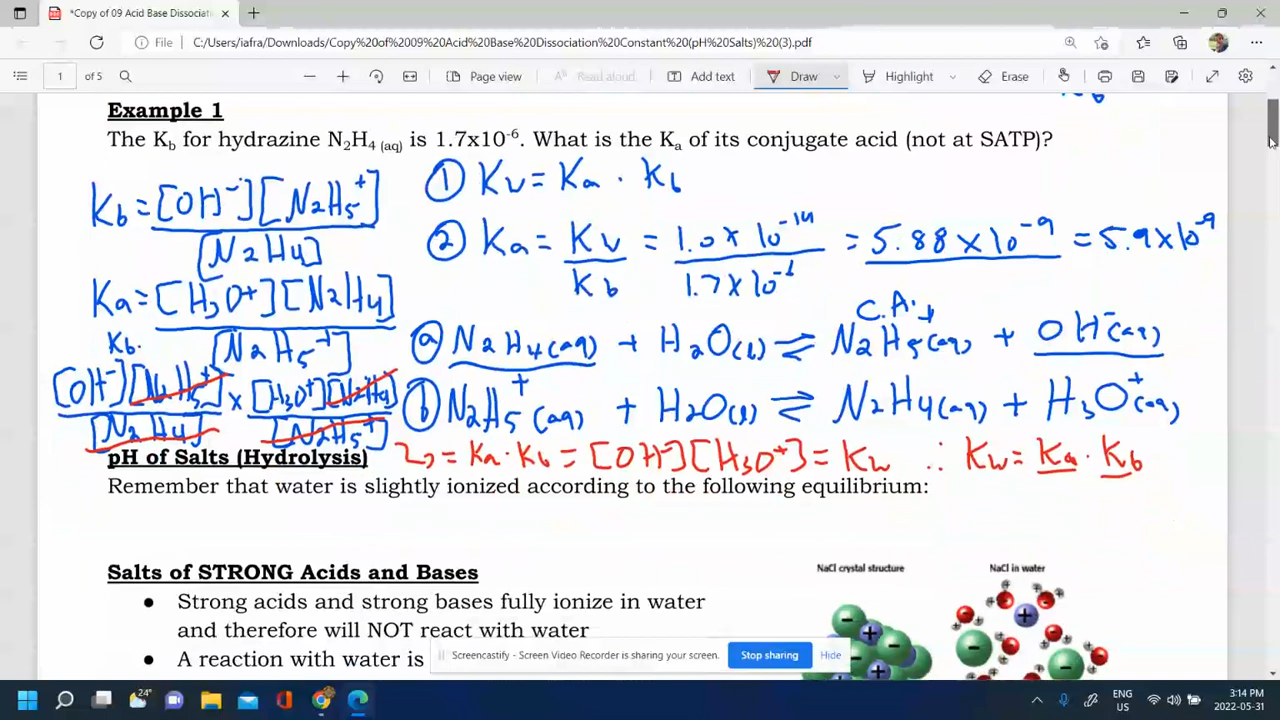 *Copy of 09 Acid Base Dissociati
File
C:/Users/iafra/Downloads/Copy%20of%2009%20Acid%20Base%20Dissociation%20Constant%20(pH%20Salts)%20(3).pdf
1 of 5
Page view
Read aloud
Add text
Draw
Highlight
Erase
Kb
Example 1
The Kb for hydrazine N2H4 (aq) is 1.7x10-6. What is the Ka of its conjugate acid (not at SATP)?
① Kw = Ka · Kb
Kb = [OH-][N2H5+]
[N2H4]
② Ka = Kw = 1.0 x 10-14 = 5.88 x 10-9 = 5.9 x 10-9
Kb 1.7 x 10-6
Ka = [H3O+][N2H4]
[N2H5+]
C.A.
ⓐ N2H4(aq) + H2O(l) ⇌ N2H5+(aq) + OH-(aq)
Kb.
[OH-][N2H5+] x [H3O+][N2H4]
[N2H4] [N2H5+]
ⓑ N2H5+(aq) + H2O(l) ⇌ N2H4(aq) + H3O+(aq)
pH of Salts (Hydrolysis)
↳ = Ka · Kb = [OH-][H3O+] = Kw ∴ Kw = Ka · Kb
Remember that water is slightly ionized according to the following equilibrium:
Salts of STRONG Acids and Bases
NaCl crystal structure
NaCl in water
● Strong acids and strong bases fully ionize in water
and therefore will NOT react with water
● A reaction with water is
Screencastify - Screen Video Recorder is sharing your screen.
Stop sharing
Hide
24°
ENG
US
3:14 PM
2022-05-31